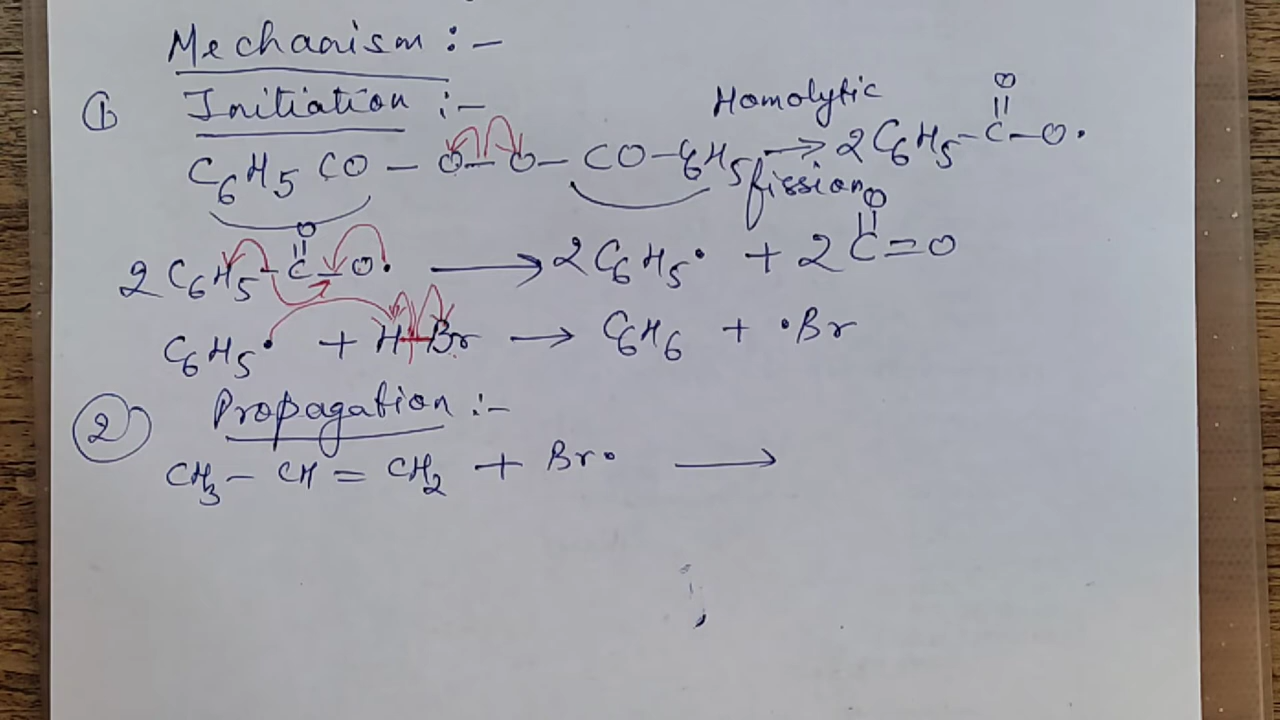 Mechanism :-
① Initiation :-
C6H5CO - O - O - CO - C6H5 Homolytic fission → 2C6H5 - C(=O) - O•
2C6H5 - C(=O) - O• → 2C6H5• + 2C(=O)=O
C6H5• + H - Br → C6H6 + •Br
② Propagation :-
CH3 - CH = CH2 + Br• →